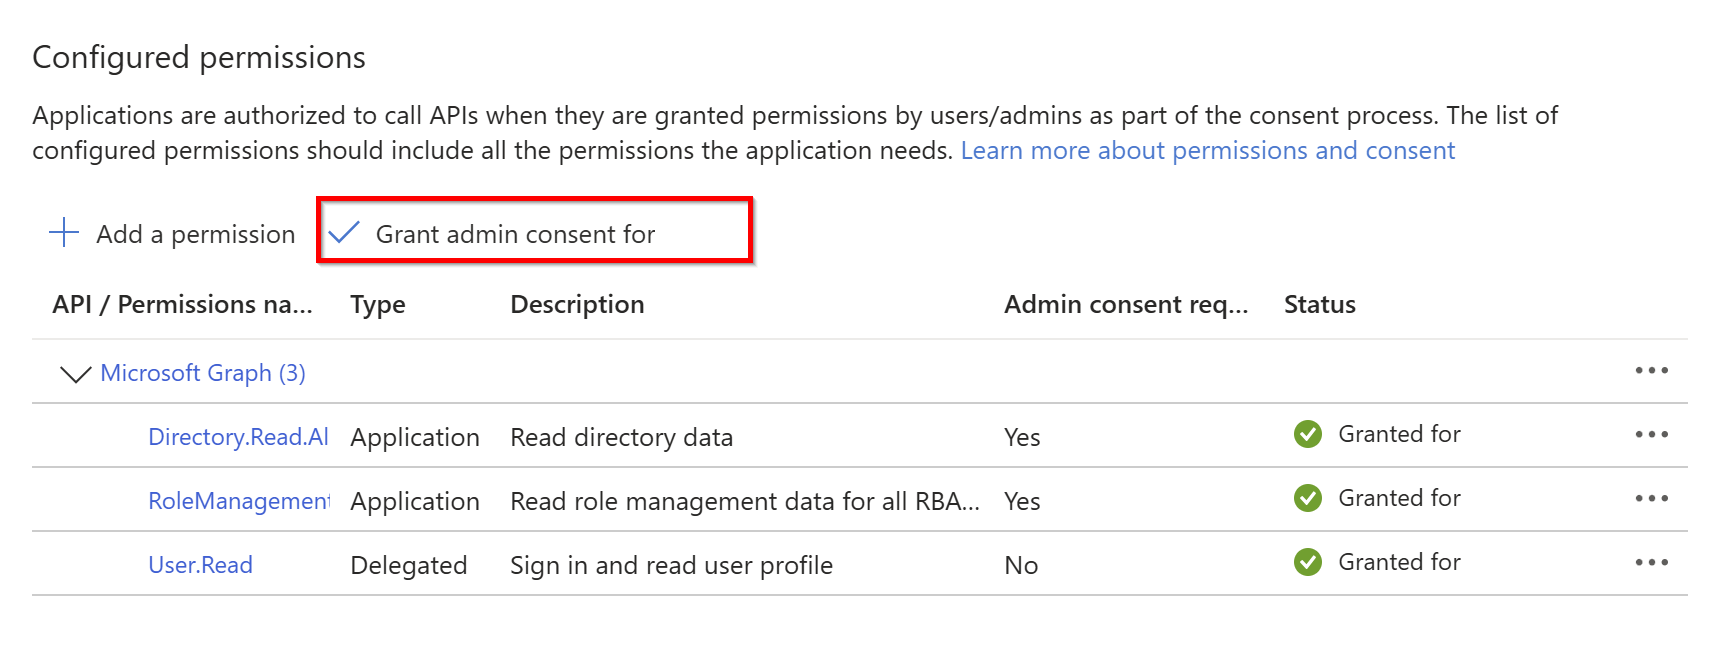 Configured permissions
Applications are authorized to call APIs when they are granted permissions by users/admins as part of the consent process. The list of
configured permissions should include all the permissions the application needs. Learn more about permissions and consent
Add a permission Grant admin consent for
API / Permissions na... Type Description Admin consent req... Status
Microsoft Graph (3)
Directory.Read.Al Application Read directory data Yes Granted for
RoleManagement Application Read role management data for all RBA... Yes Granted for
User.Read Delegated Sign in and read user profile No Granted for